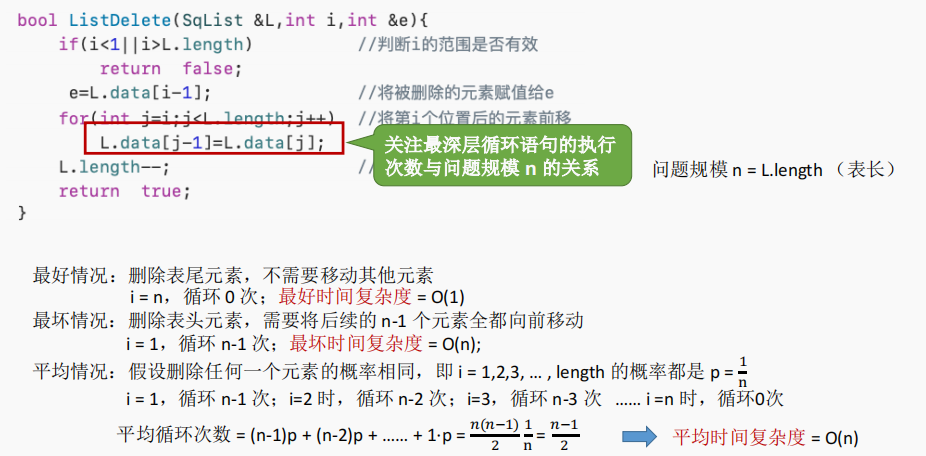 bool ListDelete(SqList &L,int i,int &e){
if(i<1||i>L.length) //判断i的范围是否有效
return false;
e=L.data[i-1]; //将被删除的元素赋值给e
for(int j=i;j<L.length;j++) //将第i个位置后的元素前移
L.data[j-1]=L.data[j];
关注最深层循环语句的执行
次数与问题规模 n 的关系
L.length--; /
问题规模 n = L.length （表长）
return true;
}
最好情况：删除表尾元素，不需要移动其他元素
i = n，循环 0 次；最好时间复杂度 = O(1)
最坏情况：删除表头元素，需要将后续的 n-1 个元素全都向前移动
i = 1，循环 n-1 次；最坏时间复杂度 = O(n);
平均情况：假设删除任何一个元素的概率相同，即 i = 1,2,3, … , length 的概率都是 p = 1/n
i = 1，循环 n-1 次；i=2 时，循环 n-2 次；i=3，循环 n-3 次 …… i =n 时，循环0次
平均循环次数 = (n-1)p + (n-2)p + …… + 1·p = n(n−1)/2 1/n = n−1/2 平均时间复杂度 = O(n)